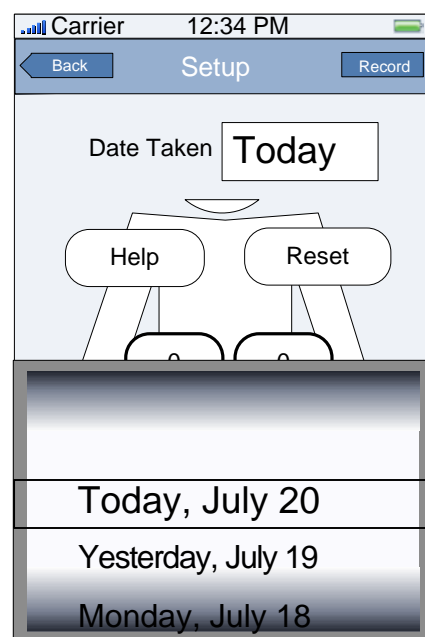 Carrier 12:34 PM
Back Setup Record
Date Taken Today
Help Reset
Today, July 20
Yesterday, July 19
Monday, July 18